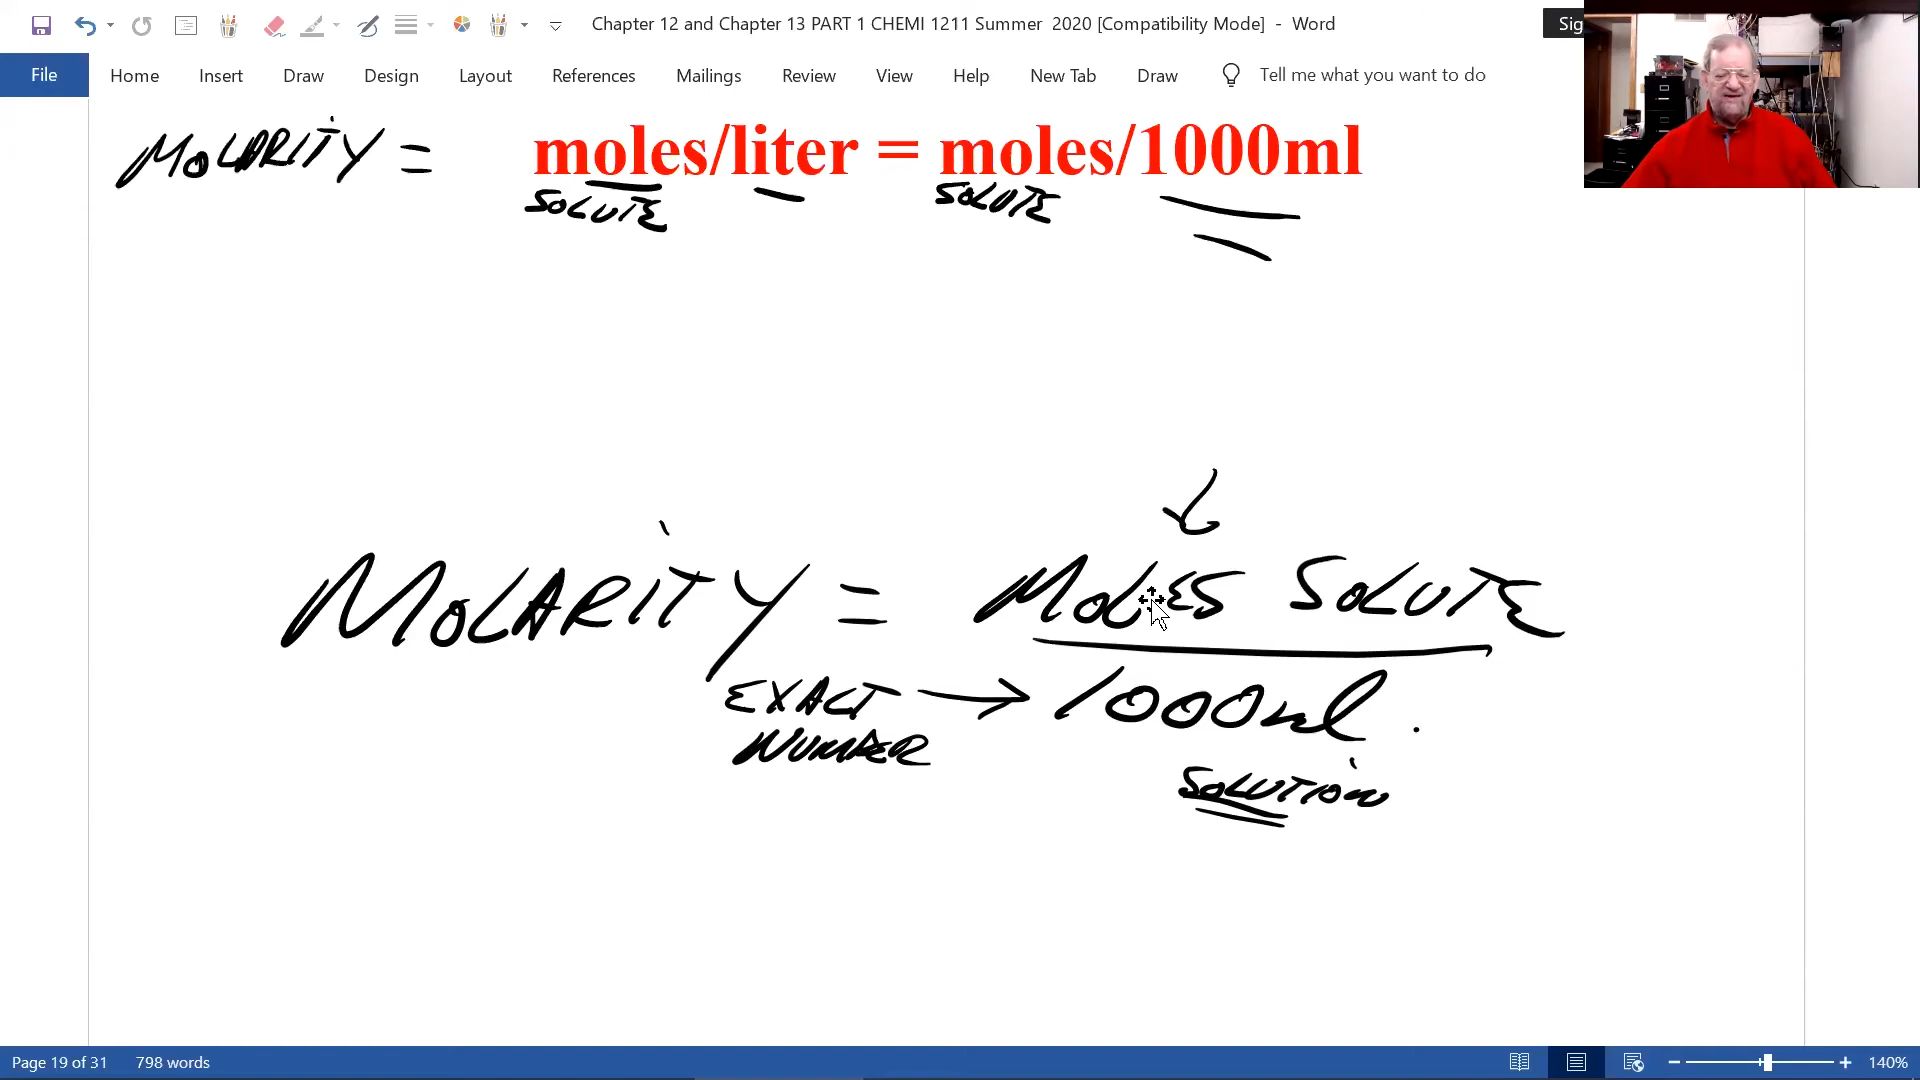 Chapter 12 and Chapter 13 PART 1 CHEMI 1211 Summer 2020 [Compatibility Mode] - Word
Sig
File Home Insert Draw Design Layout References Mailings Review View Help New Tab Draw Tell me what you want to do
MOLARITY = moles/liter = moles/1000ml
SOLUTE SOLUTE
MOLARITY = MOLES SOLUTE
EXACT → 1000ml .
NUMBER
SOLUTION
Page 19 of 31 798 words 140%